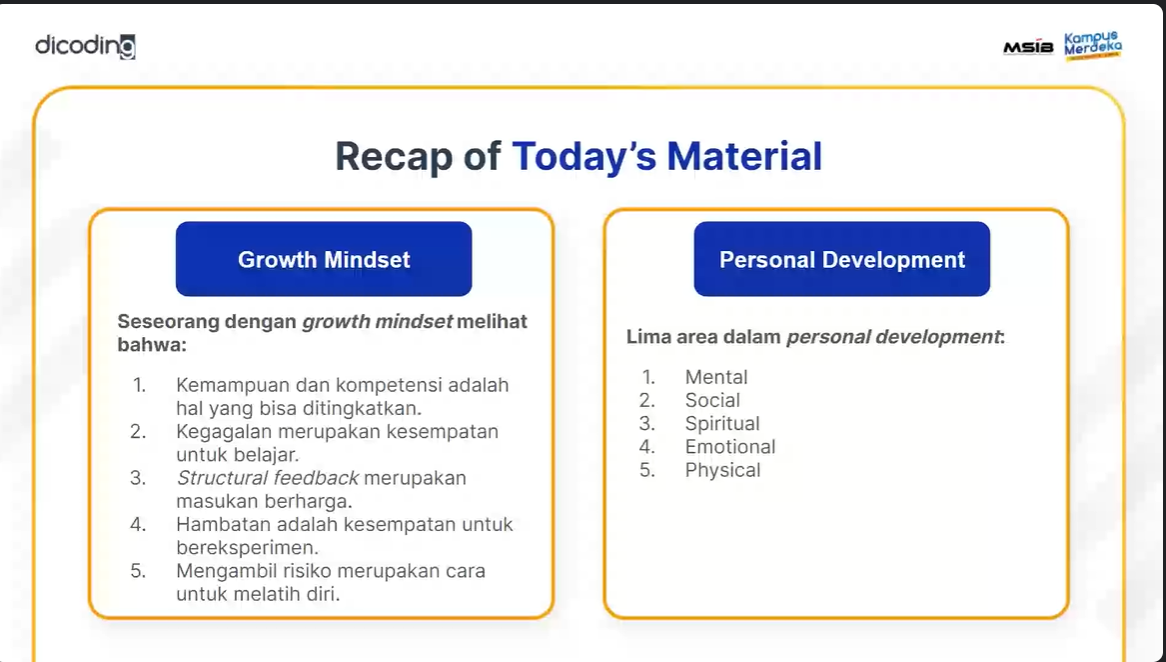 dicoding
MSIB
Kampus
Merdeka
Recap of Today's Material
Growth Mindset
Seseorang dengan growth mindset melihat
bahwa:
1. Kemampuan dan kompetensi adalah
hal yang bisa ditingkatkan.
2. Kegagalan merupakan kesempatan
untuk belajar.
3. Structural feedback merupakan
masukan berharga.
4. Hambatan adalah kesempatan untuk
bereksperimen.
5. Mengambil risiko merupakan cara
untuk melatih diri.
Personal Development
Lima area dalam personal development:
1. Mental
2. Social
3. Spiritual
4. Emotional
5. Physical